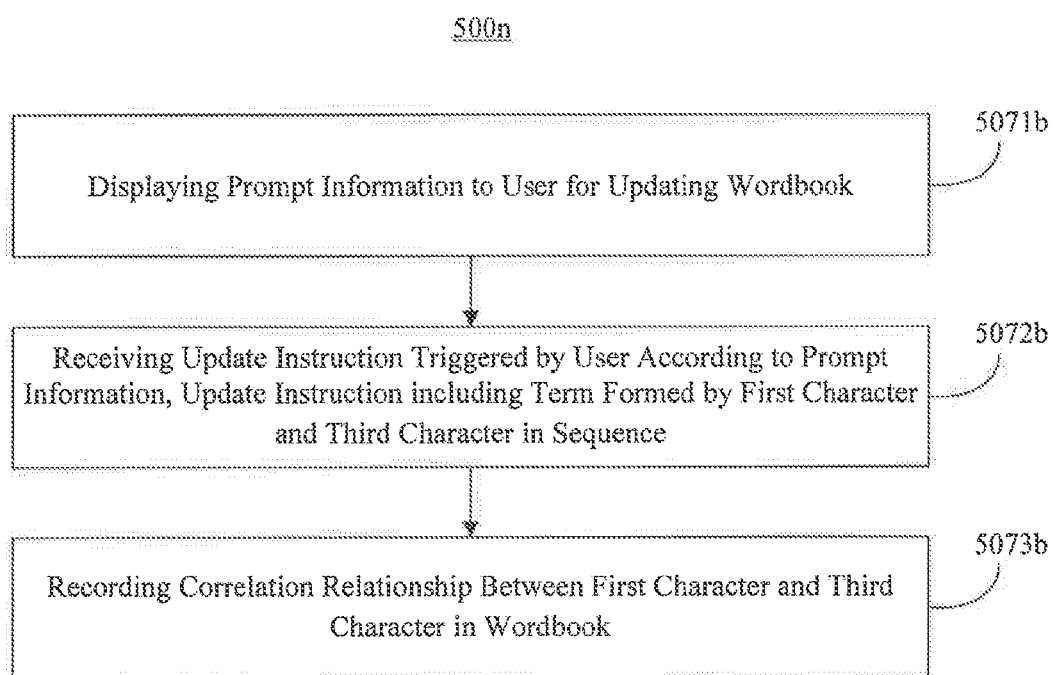 500n
5071b
Displaying Prompt Information to User for Updating Wordbook
5072b
Receiving Update Instruction Triggered by User According to Prompt
Information, Update Instruction including Term Formed by First Character
and Third Character in Sequence
5073b
Recording Correlation Relationship Between First Character and Third
Character in Wordbook